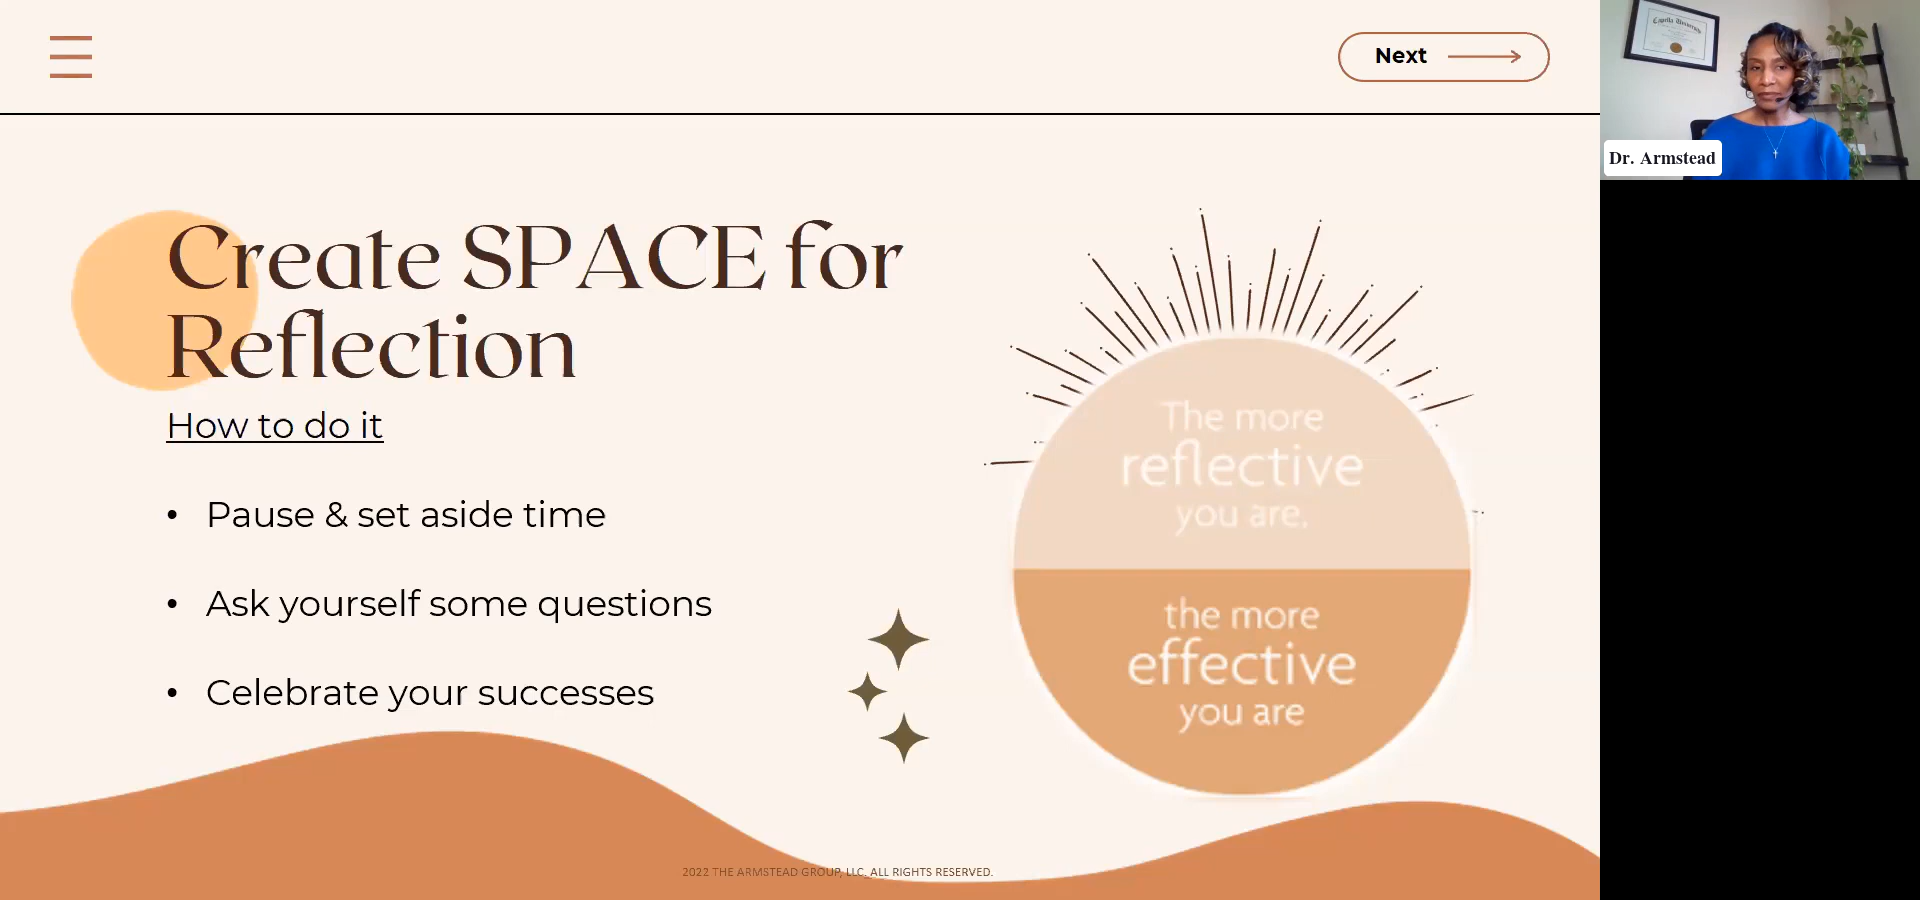 Next
Create SPACE for
Reflection
How to do it
• Pause & set aside time
• Ask yourself some questions
• Celebrate your successes
The more
reflective
you are,
the more
effective
you are
2022 THE ARMSTEAD GROUP, LLC. ALL RIGHTS RESERVED.
Capella University
Dr. Armstead